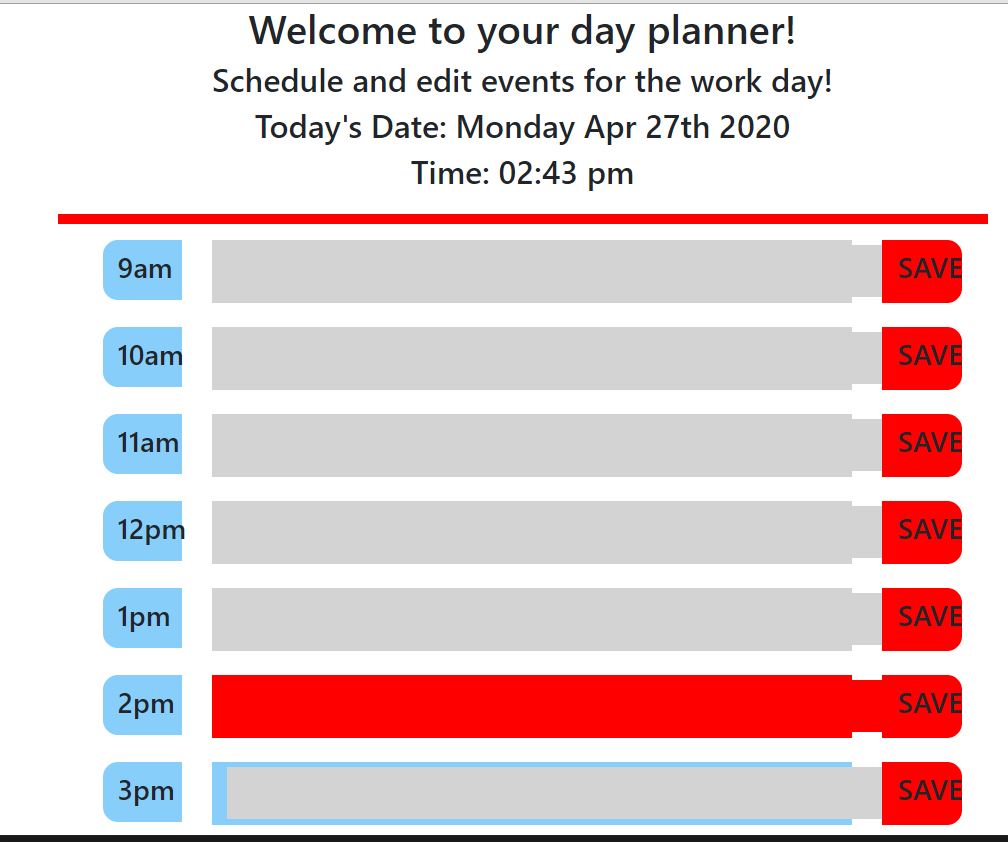 Welcome to your day planner!
Schedule and edit events for the work day!
Today's Date: Monday Apr 27th 2020
Time: 02:43 pm
9am SAVE
10am SAVE
11am SAVE
12pm SAVE
1pm SAVE
2pm SAVE
3pm SAVE